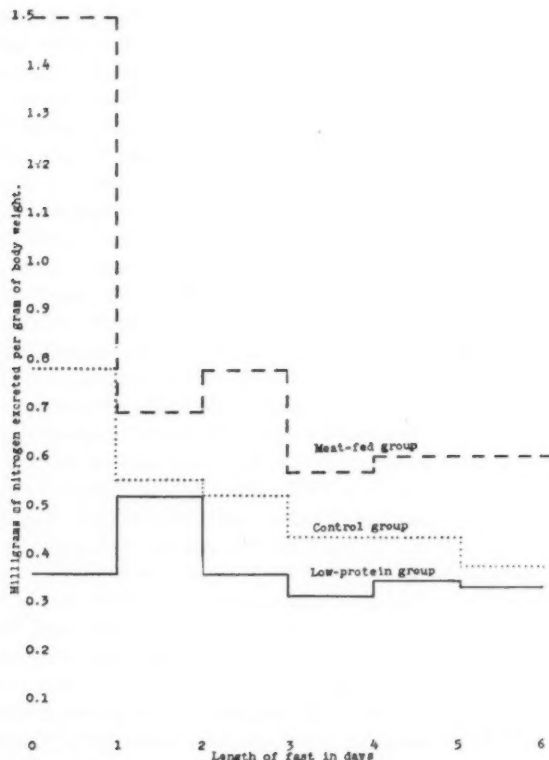 1.5
1.4
1.3
1.2
1.1
1.0
0.9
0.8
0.7
0.6
0.5
0.4
0.3
0.2
0.1
Milligrams of nitrogen excreted per gram of body weight.
Meat-fed group
Control group
Low-protein group
0 1 2 3 4 5 6
Length of fast in days